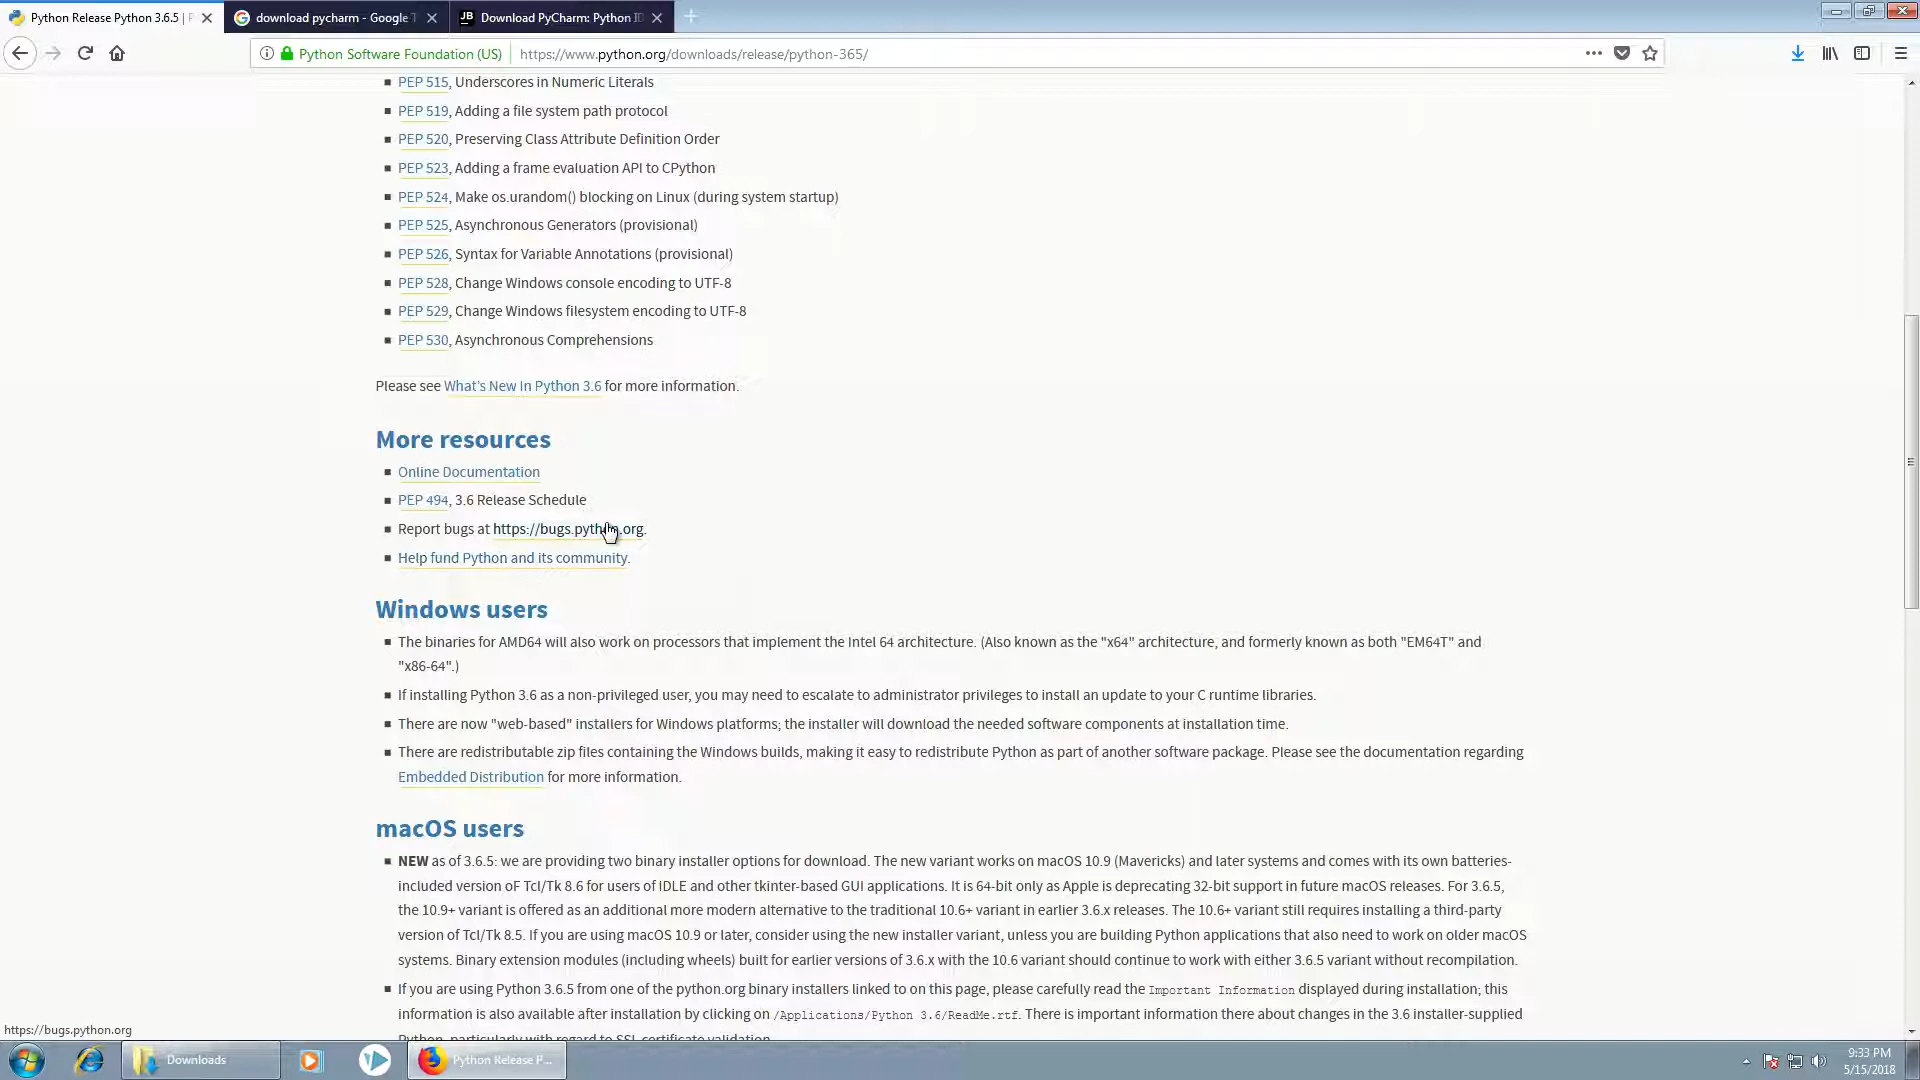 Python Release Python 3.6.5 | P
download pycharm - Google T
JB Download PyCharm: Python ID
Python Software Foundation (US) https://www.python.org/downloads/release/python-365/
PEP 515, Underscores in Numeric Literals
PEP 519, Adding a file system path protocol
PEP 520, Preserving Class Attribute Definition Order
PEP 523, Adding a frame evaluation API to CPython
PEP 524, Make os.urandom() blocking on Linux (during system startup)
PEP 525, Asynchronous Generators (provisional)
PEP 526, Syntax for Variable Annotations (provisional)
PEP 528, Change Windows console encoding to UTF-8
PEP 529, Change Windows filesystem encoding to UTF-8
PEP 530, Asynchronous Comprehensions
Please see What's New In Python 3.6 for more information.
More resources
Online Documentation
PEP 494, 3.6 Release Schedule
Report bugs at https://bugs.python.org.
Help fund Python and its community.
Windows users
The binaries for AMD64 will also work on processors that implement the Intel 64 architecture. (Also known as the "x64" architecture, and formerly known as both "EM64T" and
"x86-64".)
If installing Python 3.6 as a non-privileged user, you may need to escalate to administrator privileges to install an update to your C runtime libraries.
There are now "web-based" installers for Windows platforms; the installer will download the needed software components at installation time.
There are redistributable zip files containing the Windows builds, making it easy to redistribute Python as part of another software package. Please see the documentation regarding
Embedded Distribution for more information.
macOS users
NEW as of 3.6.5: we are providing two binary installer options for download. The new variant works on macOS 10.9 (Mavericks) and later systems and comes with its own batteries-
included version oF Tcl/Tk 8.6 for users of IDLE and other tkinter-based GUI applications. It is 64-bit only as Apple is deprecating 32-bit support in future macOS releases. For 3.6.5,
the 10.9+ variant is offered as an additional more modern alternative to the traditional 10.6+ variant in earlier 3.6.x releases. The 10.6+ variant still requires installing a third-party
version of Tcl/Tk 8.5. If you are using macOS 10.9 or later, consider using the new installer variant, unless you are building Python applications that also need to work on older macOS
systems. Binary extension modules (including wheels) built for earlier versions of 3.6.x with the 10.6 variant should continue to work with either 3.6.5 variant without recompilation.
If you are using Python 3.6.5 from one of the python.org binary installers linked to on this page, please carefully read the Important Information displayed during installation; this
information is also available after installation by clicking on /Applications/Python 3.6/ReadMe.rtf. There is important information there about changes in the 3.6 installer-supplied
Python, particularly with regard to SSL certificate validation.
https://bugs.python.org
Downloads
Python Release P...
9:33 PM
5/15/2018